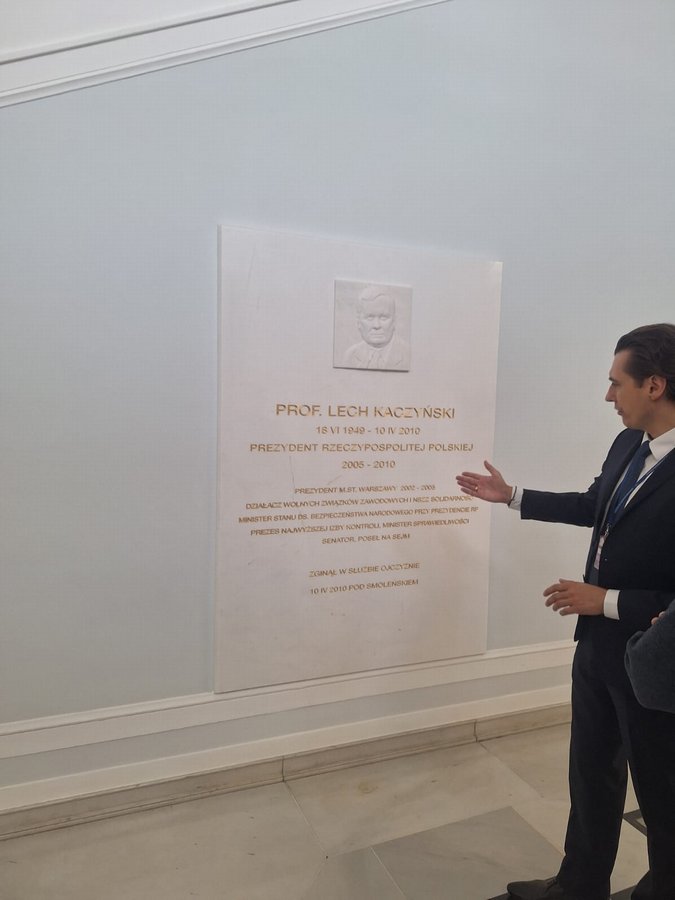 PROF. LECH KACZYŃSKI
18 VI 1949 - 10 IV 2010
PREZYDENT RZECZYPOSPOLITEJ POLSKIEJ
2005 - 2010
PREZYDENT M.ST. WARSZAWY 2002 - 2005
DZIAŁACZ WOLNYCH ZWIĄZKÓW ZAWODOWYCH I NSZZ SOLIDARNOŚĆ
MINISTER STANU DS. BEZPIECZEŃSTWA NARODOWEGO PRZY PREZYDENCIE RP
PREZES NAJWYŻSZEJ IZBY KONTROLI, MINISTER SPRAWIEDLIWOŚCI
SENATOR, POSEŁ NA SEJM
ZGINĄŁ W SŁUŻBIE OJCZYŹNIE
10 IV 2010 POD SMOLEŃSKIEM